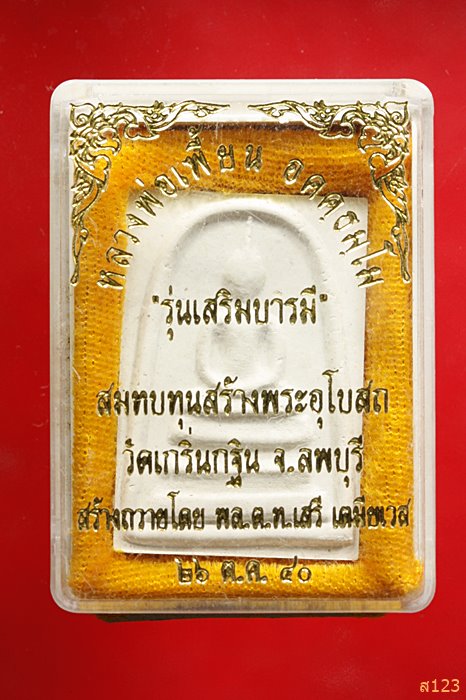 หลวงพ่อเพี้ยน อคฺคธมฺโม
"รุ่นเสริมบารมี"
สมทบทุนสร้างพระอุโบสถ
วัดเกริ่นกฐิน จ.ลพบุรี
สร้างถวายโดย พล.ต.ท.เสรี เตมียเวส
๒๖ ต.ค. ๔๐
ส123